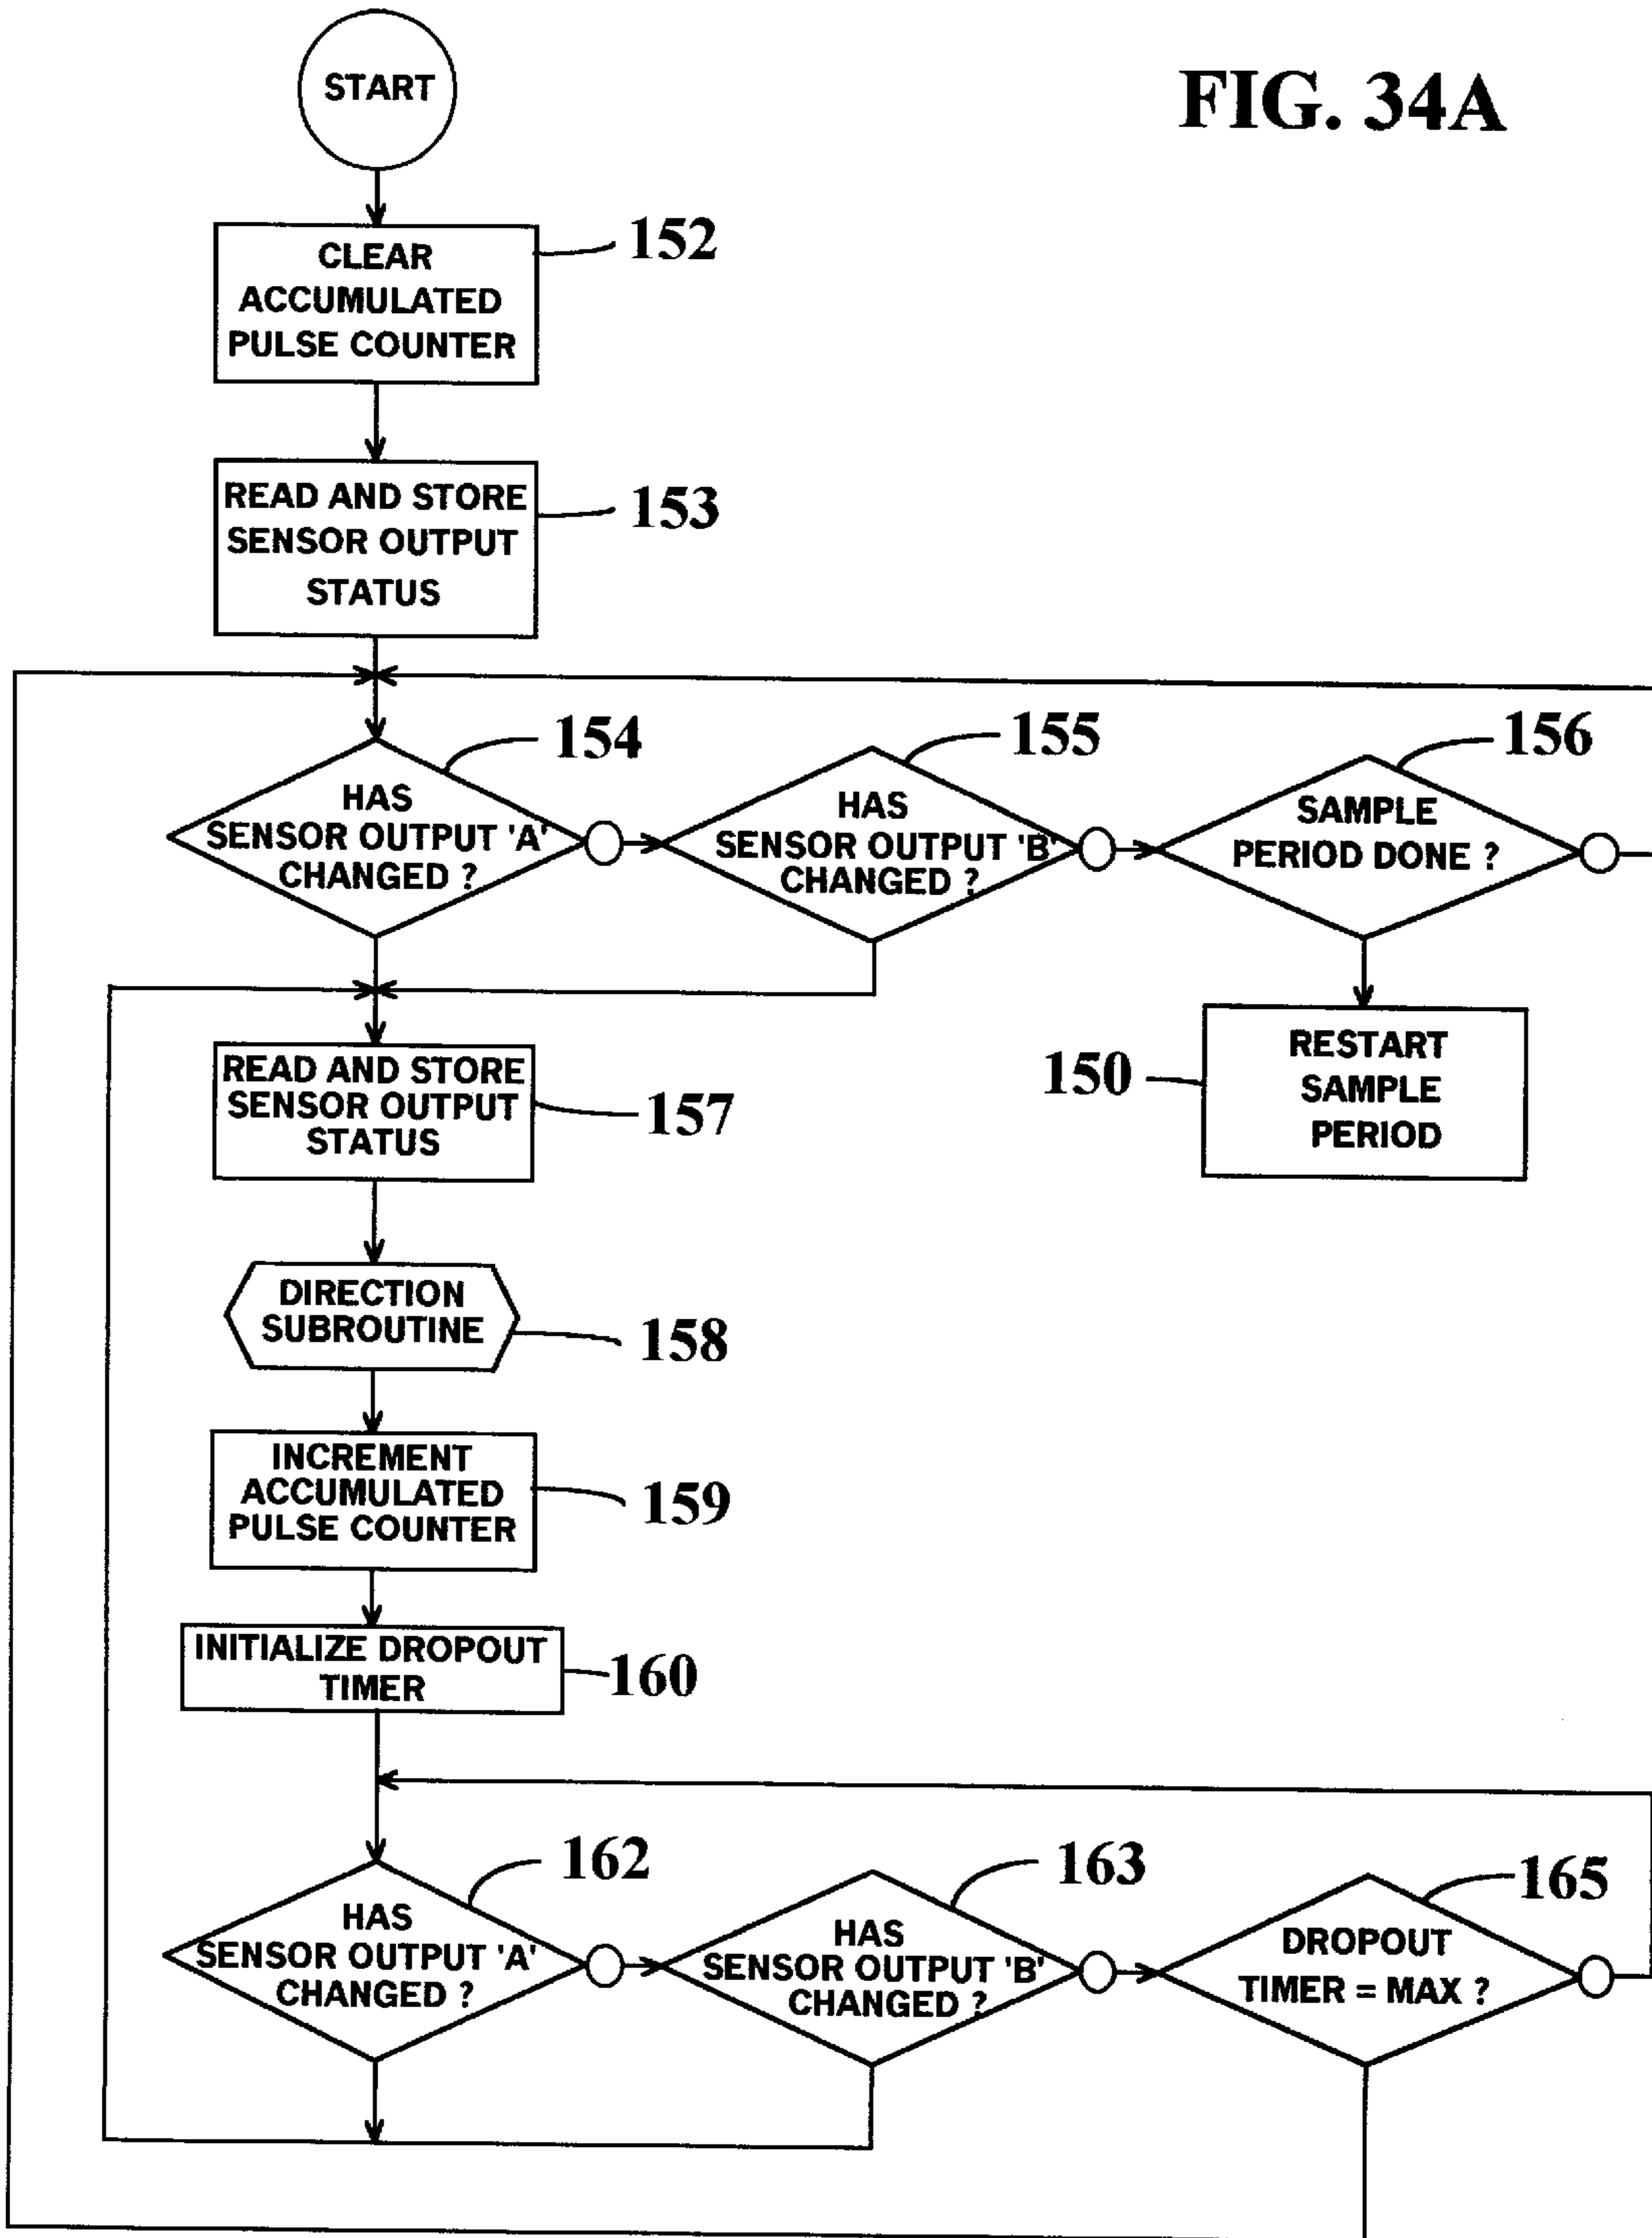 START
FIG. 34A
CLEAR
ACCUMULATED
PULSE COUNTER
152
READ AND STORE
SENSOR OUTPUT
STATUS
153
HAS
SENSOR OUTPUT 'A'
CHANGED ?
154
HAS
SENSOR OUTPUT 'B'
CHANGED ?
155
SAMPLE
PERIOD DONE ?
156
READ AND STORE
SENSOR OUTPUT
STATUS
157
RESTART
SAMPLE
PERIOD
150
DIRECTION
SUBROUTINE
158
INCREMENT
ACCUMULATED
PULSE COUNTER
159
INITIALIZE DROPOUT
TIMER
160
HAS
SENSOR OUTPUT 'A'
CHANGED ?
162
HAS
SENSOR OUTPUT 'B'
CHANGED ?
163
DROPOUT
TIMER = MAX ?
165